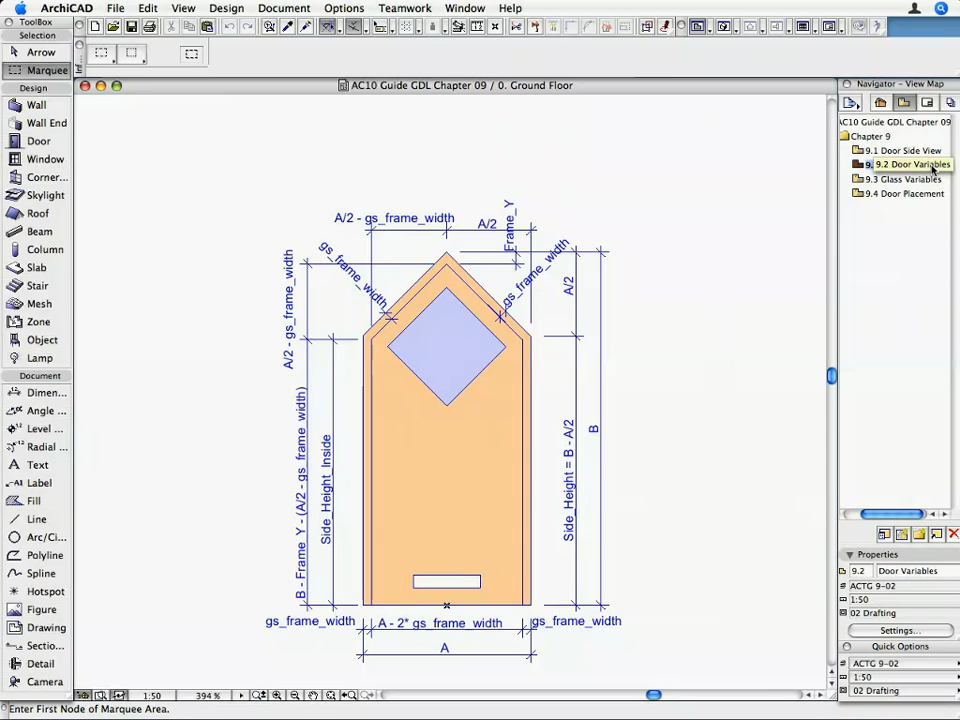 ArchiCAD File Edit View Design Document Options Teamwork Window Help
ToolBox
Selection
Arrow
Marquee
Design
Wall
Wall End
Door
Window
Corner...
Skylight
Roof
Beam
Column
Slab
Stair
Mesh
Zone
Object
Lamp
Document
Dimen...
Angle ...
Level ...
Radial ...
Text
Label
Fill
Line
Arc/Ci...
Polyline
Spline
Hotspot
Figure
Drawing
Sectio...
Detail
Camera
AC10 Guide GDL Chapter 09 / 0. Ground Floor
A/2 - gs_frame_width
A/2
Frame_Y
gs_frame_width
gs_frame_width
A/2 - gs_frame_width
A/2
B - Frame_Y - (A/2 - gs_frame_width)
Side_Height_Inside
Side_Height = B - A/2
B
gs_frame_width
A - 2* gs_frame_width
gs_frame_width
A
1:50
394 %
Enter First Node of Marquee Area.
Navigator - View Map
AC10 Guide GDL Chapter 09
Chapter 9
9.1 Door Side View
9.2 Door Variables
9.3 Glass Variables
9.4 Door Placement
Properties
9.2 Door Variables
ACTG 9-02
1:50
02 Drafting
Settings...
Quick Options
ACTG 9-02
1:50
02 Drafting